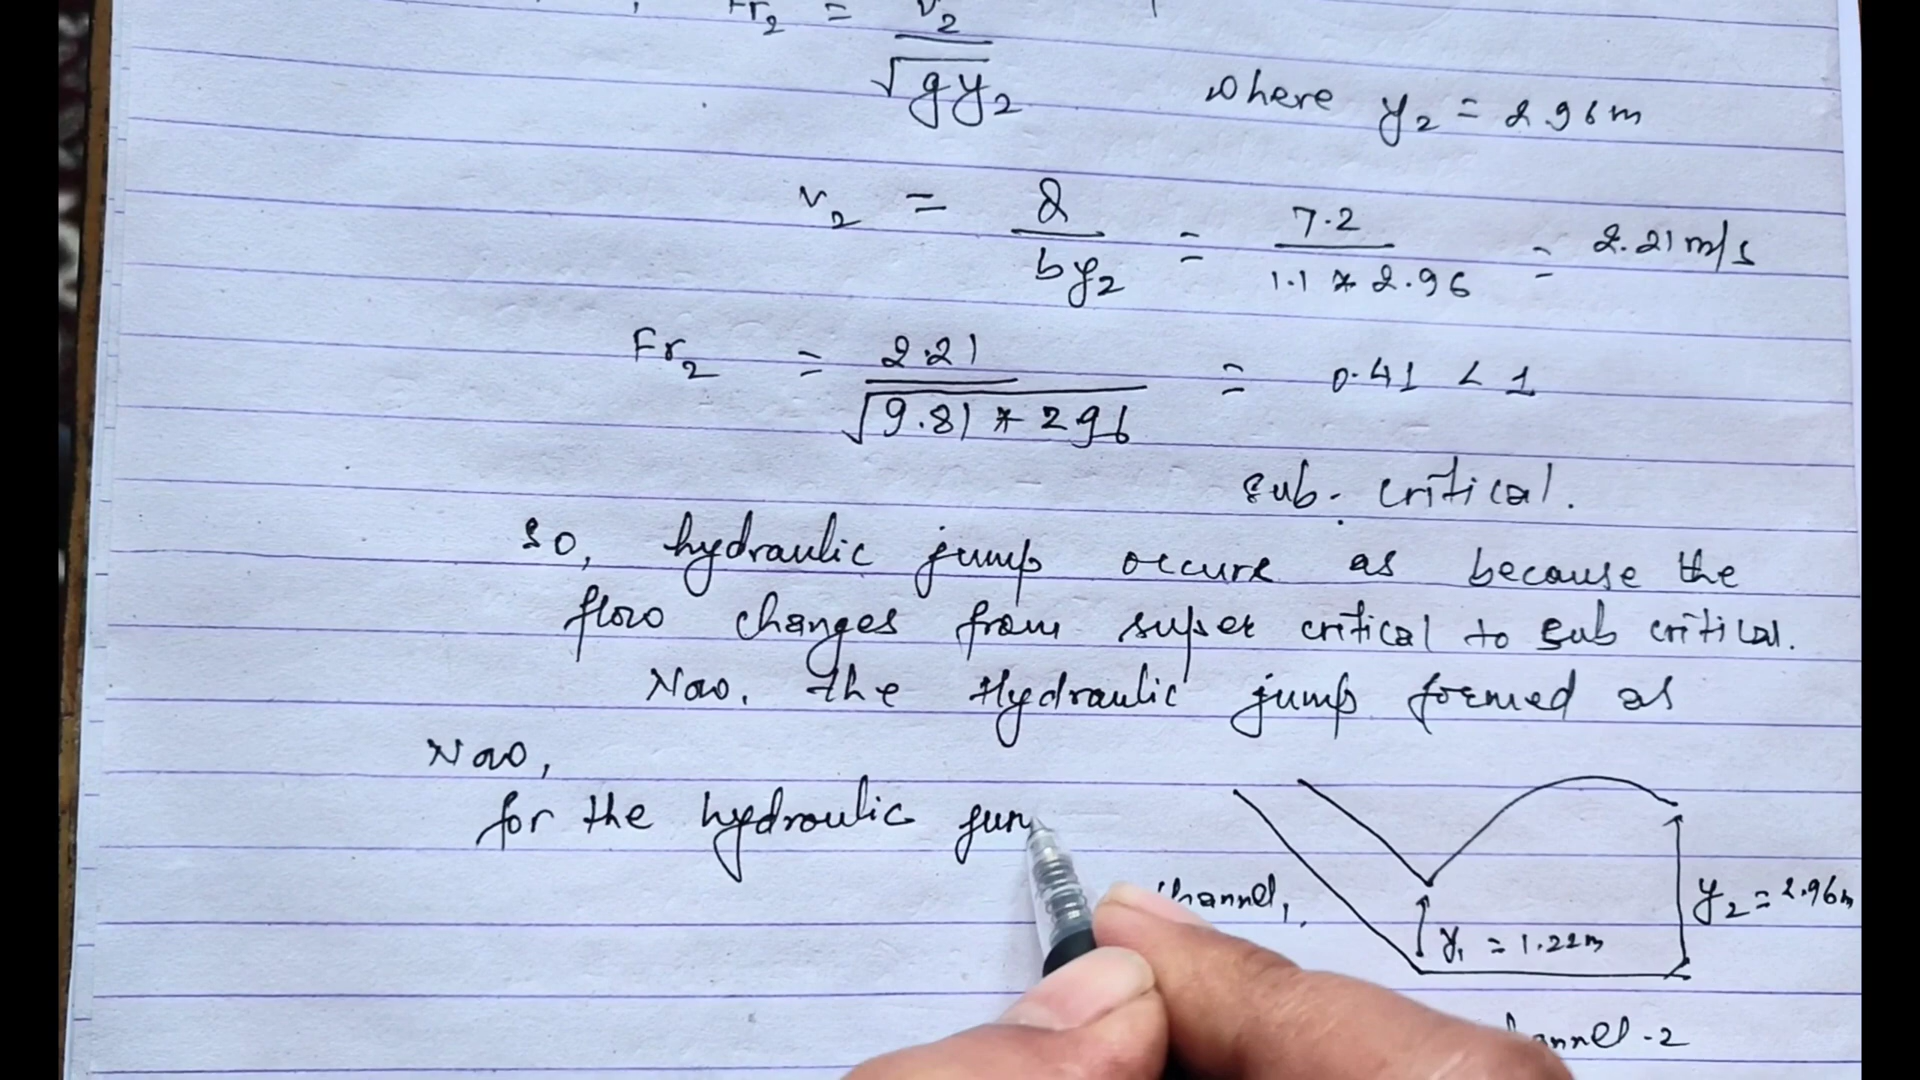 Fr2 = v2 / √gy2
where y2 = 2.96m
v2 = Q / by2 = 7.2 / 1.1 * 2.96 = 2.21 m/s
Fr2 = 2.21 / √9.81 * 2.96 = 0.41 < 1
sub-critical.
So, hydraulic jump occurs as because the
flow changes from super critical to sub critical.
Now, the Hydraulic jump formed as
Now,
for the hydraulic jum
channel1
y1 = 1.22m
y2 = 2.96m
annel-2